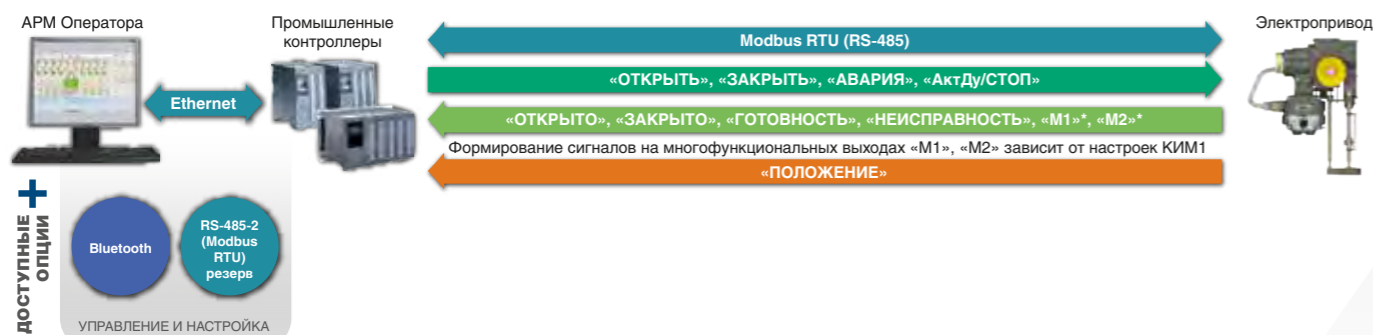 АРМ Оператора
Промышленные
контроллеры
Электропривод
Modbus RTU (RS-485)
Ethernet
«ОТКРЫТЬ», «ЗАКРЫТЬ», «АВАРИЯ», «АктДу/СТОП»
«ОТКРЫТО», «ЗАКРЫТО», «ГОТОВНОСТЬ», «НЕИСПРАВНОСТЬ», «М1»*, «М2»*
Формирование сигналов на многофункциональных выходах «М1», «М2» зависит от настроек КИМ1
«ПОЛОЖЕНИЕ»
+
ДОСТУПНЫЕ
ОПЦИИ
Bluetooth
RS-485-2
(Modbus
RTU)
резерв
УПРАВЛЕНИЕ И НАСТРОЙКА